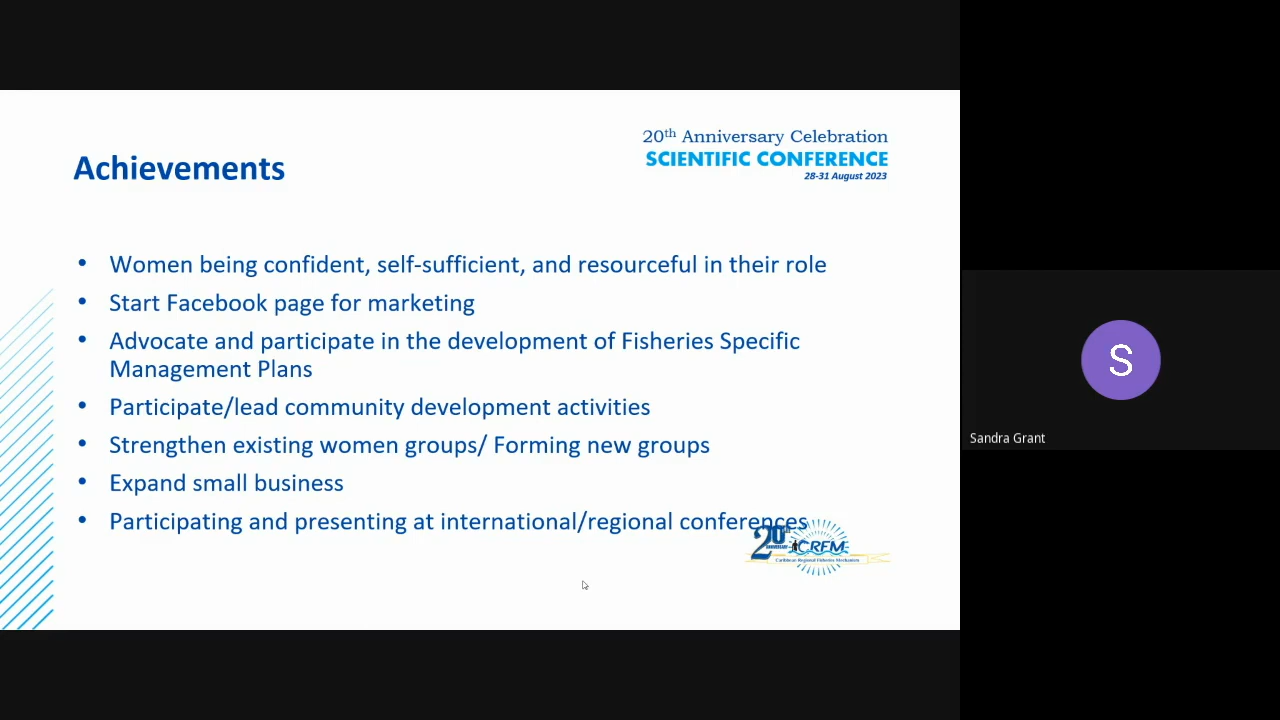 20th Anniversary Celebration
SCIENTIFIC CONFERENCE
28-31 August 2023
Achievements
• Women being confident, self-sufficient, and resourceful in their role
• Start Facebook page for marketing
• Advocate and participate in the development of Fisheries Specific
Management Plans
• Participate/lead community development activities
• Strengthen existing women groups/ Forming new groups
• Expand small business
• Participating and presenting at international/regional conferences
20th
ANNIVERSARY
CRFM
Caribbean Regional Fisheries Mechanism
S
Sandra Grant